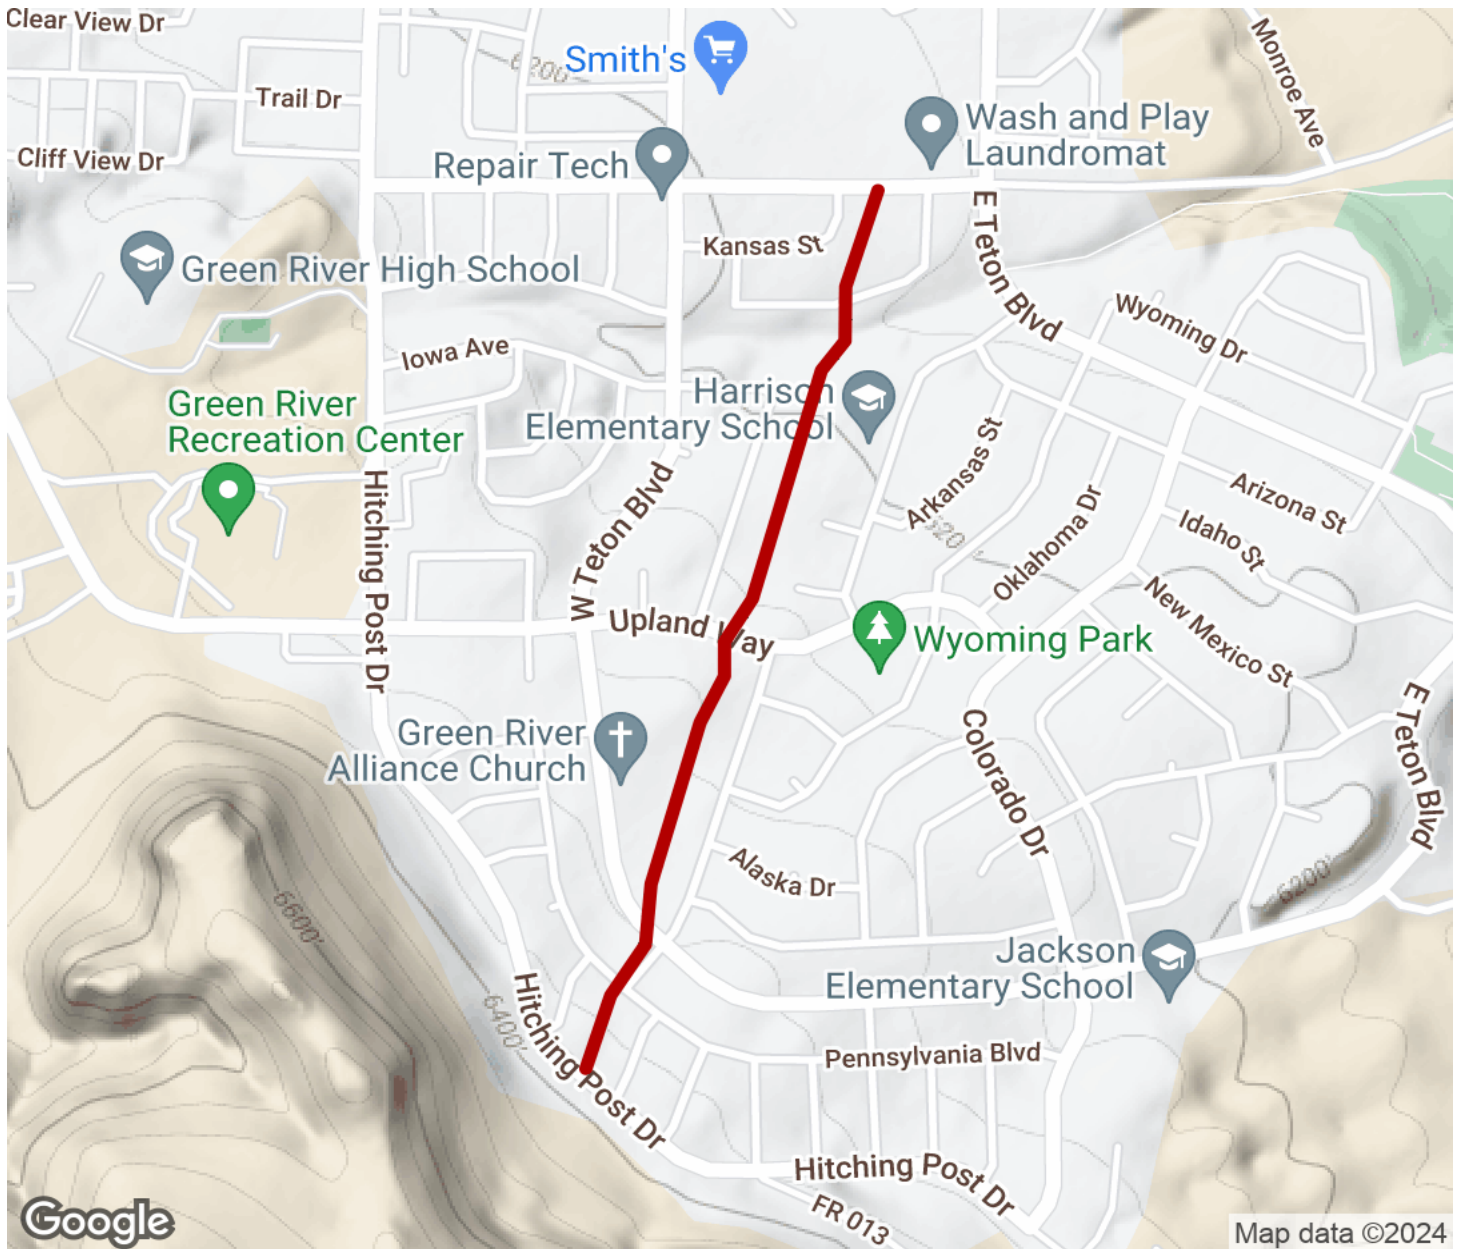 Clear View Dr
Smith's
6200'
Monroe Ave
Trail Dr
Wash and Play
Laundromat
Cliff View Dr
Repair Tech
E Teton Blvd
Kansas St
Green River High School
Wyoming Dr
Iowa Ave
Harrison
Elementary School
Green River
Recreation Center
Arkansas St
Hitching Post Dr
W Teton Blvd
Arizona St
Idaho St
Oklahoma Dr
New Mexico St
Upland Way
Wyoming Park
E Teton Blvd
Colorado Dr
Green River
Alliance Church
Alaska Dr
6200'
6600'
Jackson
Elementary School
6400'
Hitching Post Dr
Pennsylvania Blvd
Hitching Post Dr
FR 013
Google
Map data ©2024